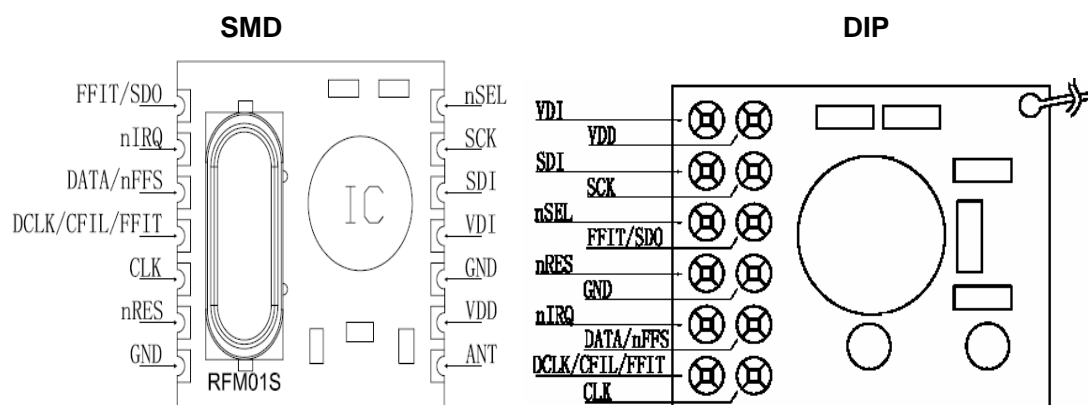 SMD
DIP
FFIT/SDO
nIRQ
DATA/nFFS
DCLK/CFIL/FFIT
CLK
nRES
GND
nSEL
SCK
SDI
VDI
GND
VDD
ANT
IC
RFM01S
VDI
VDD
SDI
SCK
nSEL
FFIT/SDO
nRES
GND
nIRQ
DATA/nFFS
DCLK/CFIL/FFIT
CLK